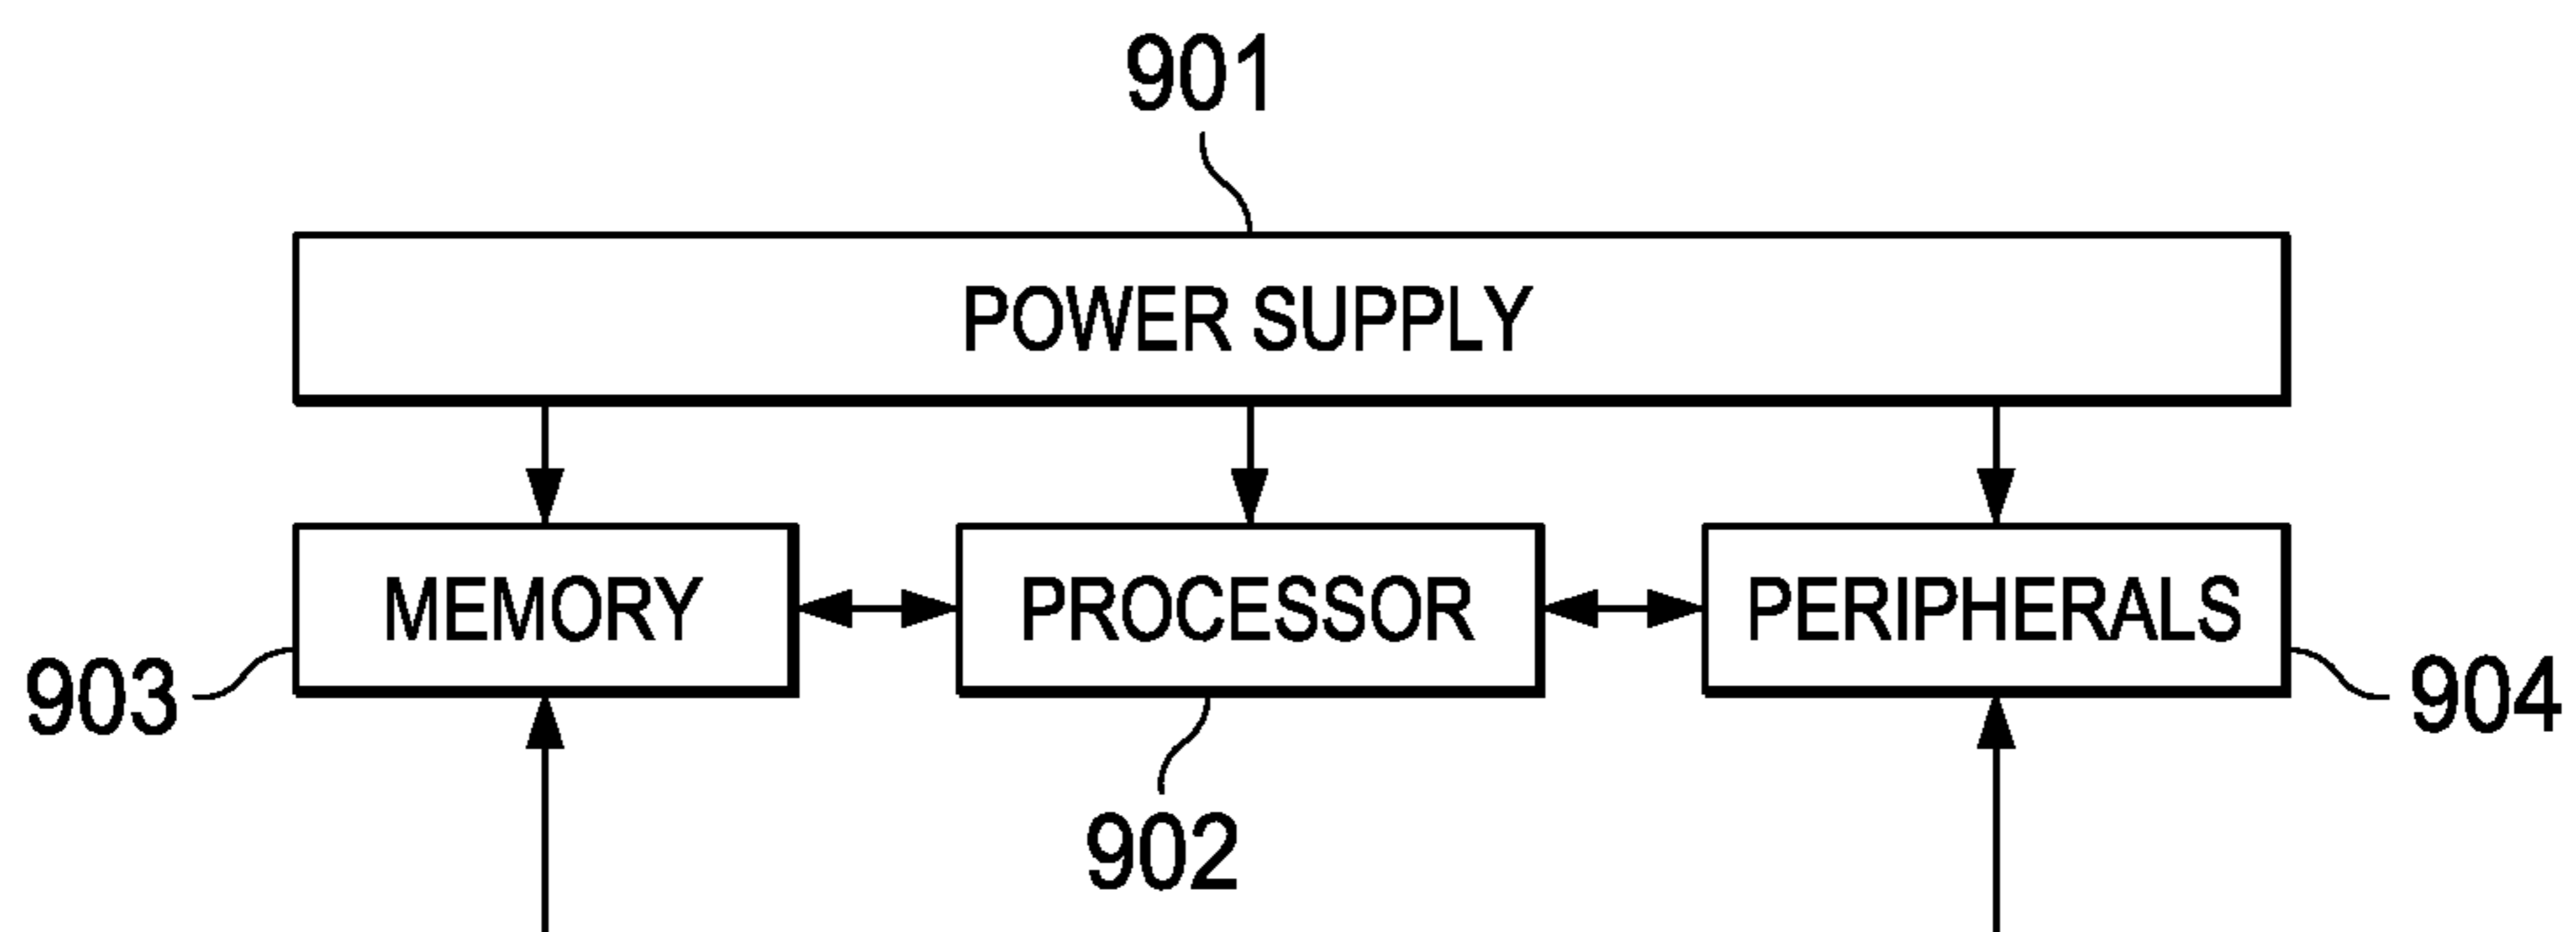 901
POWER SUPPLY
MEMORY
PROCESSOR
PERIPHERALS
903
904
902